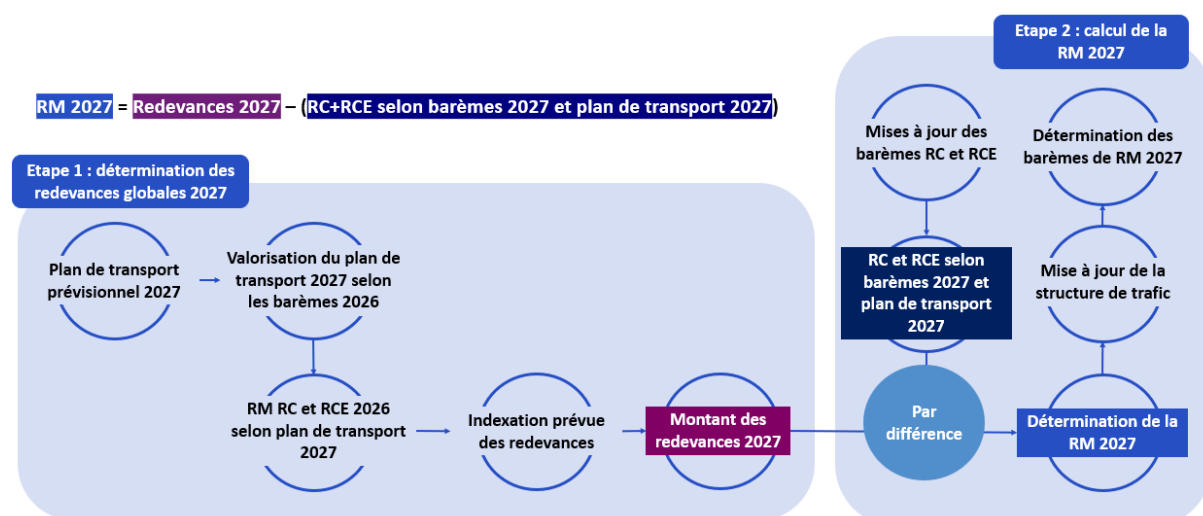 Etape 2 : calcul de la
RM 2027
RM 2027 = Redevances 2027 – (RC+RCE selon barèmes 2027 et plan de transport 2027)
Etape 1 : détermination des
redevances globales 2027
Plan de transport
prévisionnel 2027
Valorisation du plan de
transport 2027 selon
les barèmes 2026
RM RC et RCE 2026
selon plan de transport
2027
Indexation prévue
des redevances
Montant des
redevances 2027
Mises à jour des
barèmes RC et RCE
RC et RCE selon
barèmes 2027 et
plan de transport
2027
Par
différence
Détermination de la
RM 2027
Mise à jour de la
structure de trafic
Détermination des
barèmes de RM 2027